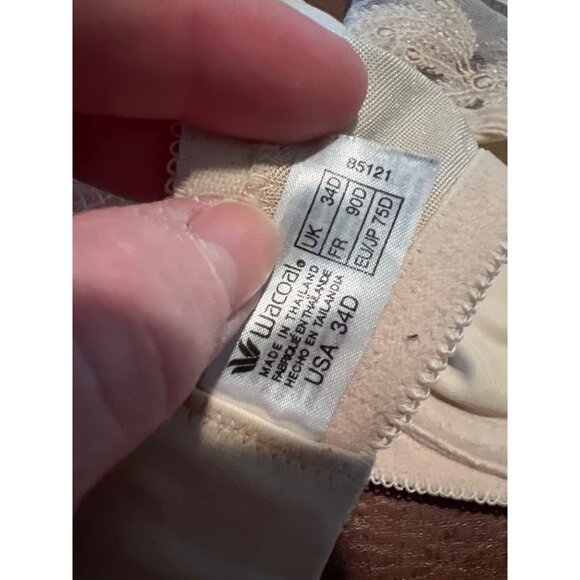 85121
UK 34D
FR 90D
EU/JP 75D
Wacoal®
MADE IN THAILAND
FABRIQUÉ EN THAÏLANDE
HECHO EN TAILANDIA
USA 34D